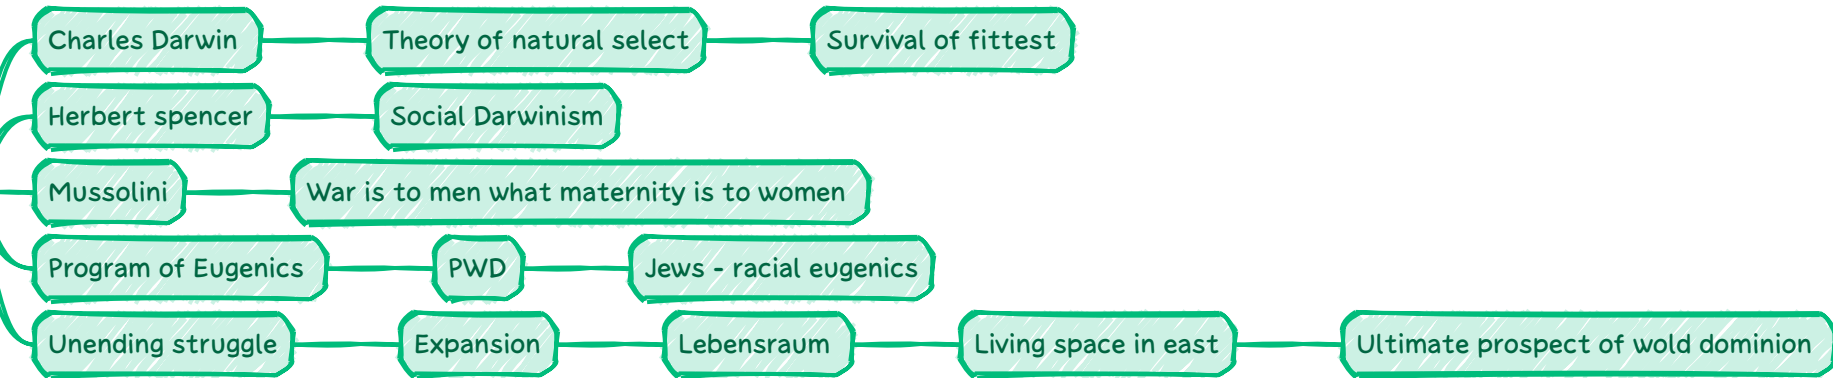 Charles Darwin
Theory of natural select
Survival of fittest
Herbert spencer
Social Darwinism
Mussolini
War is to men what maternity is to women
Program of Eugenics
PWD
Jews - racial eugenics
Unending struggle
Expansion
Lebensraum
Living space in east
Ultimate prospect of wold dominion